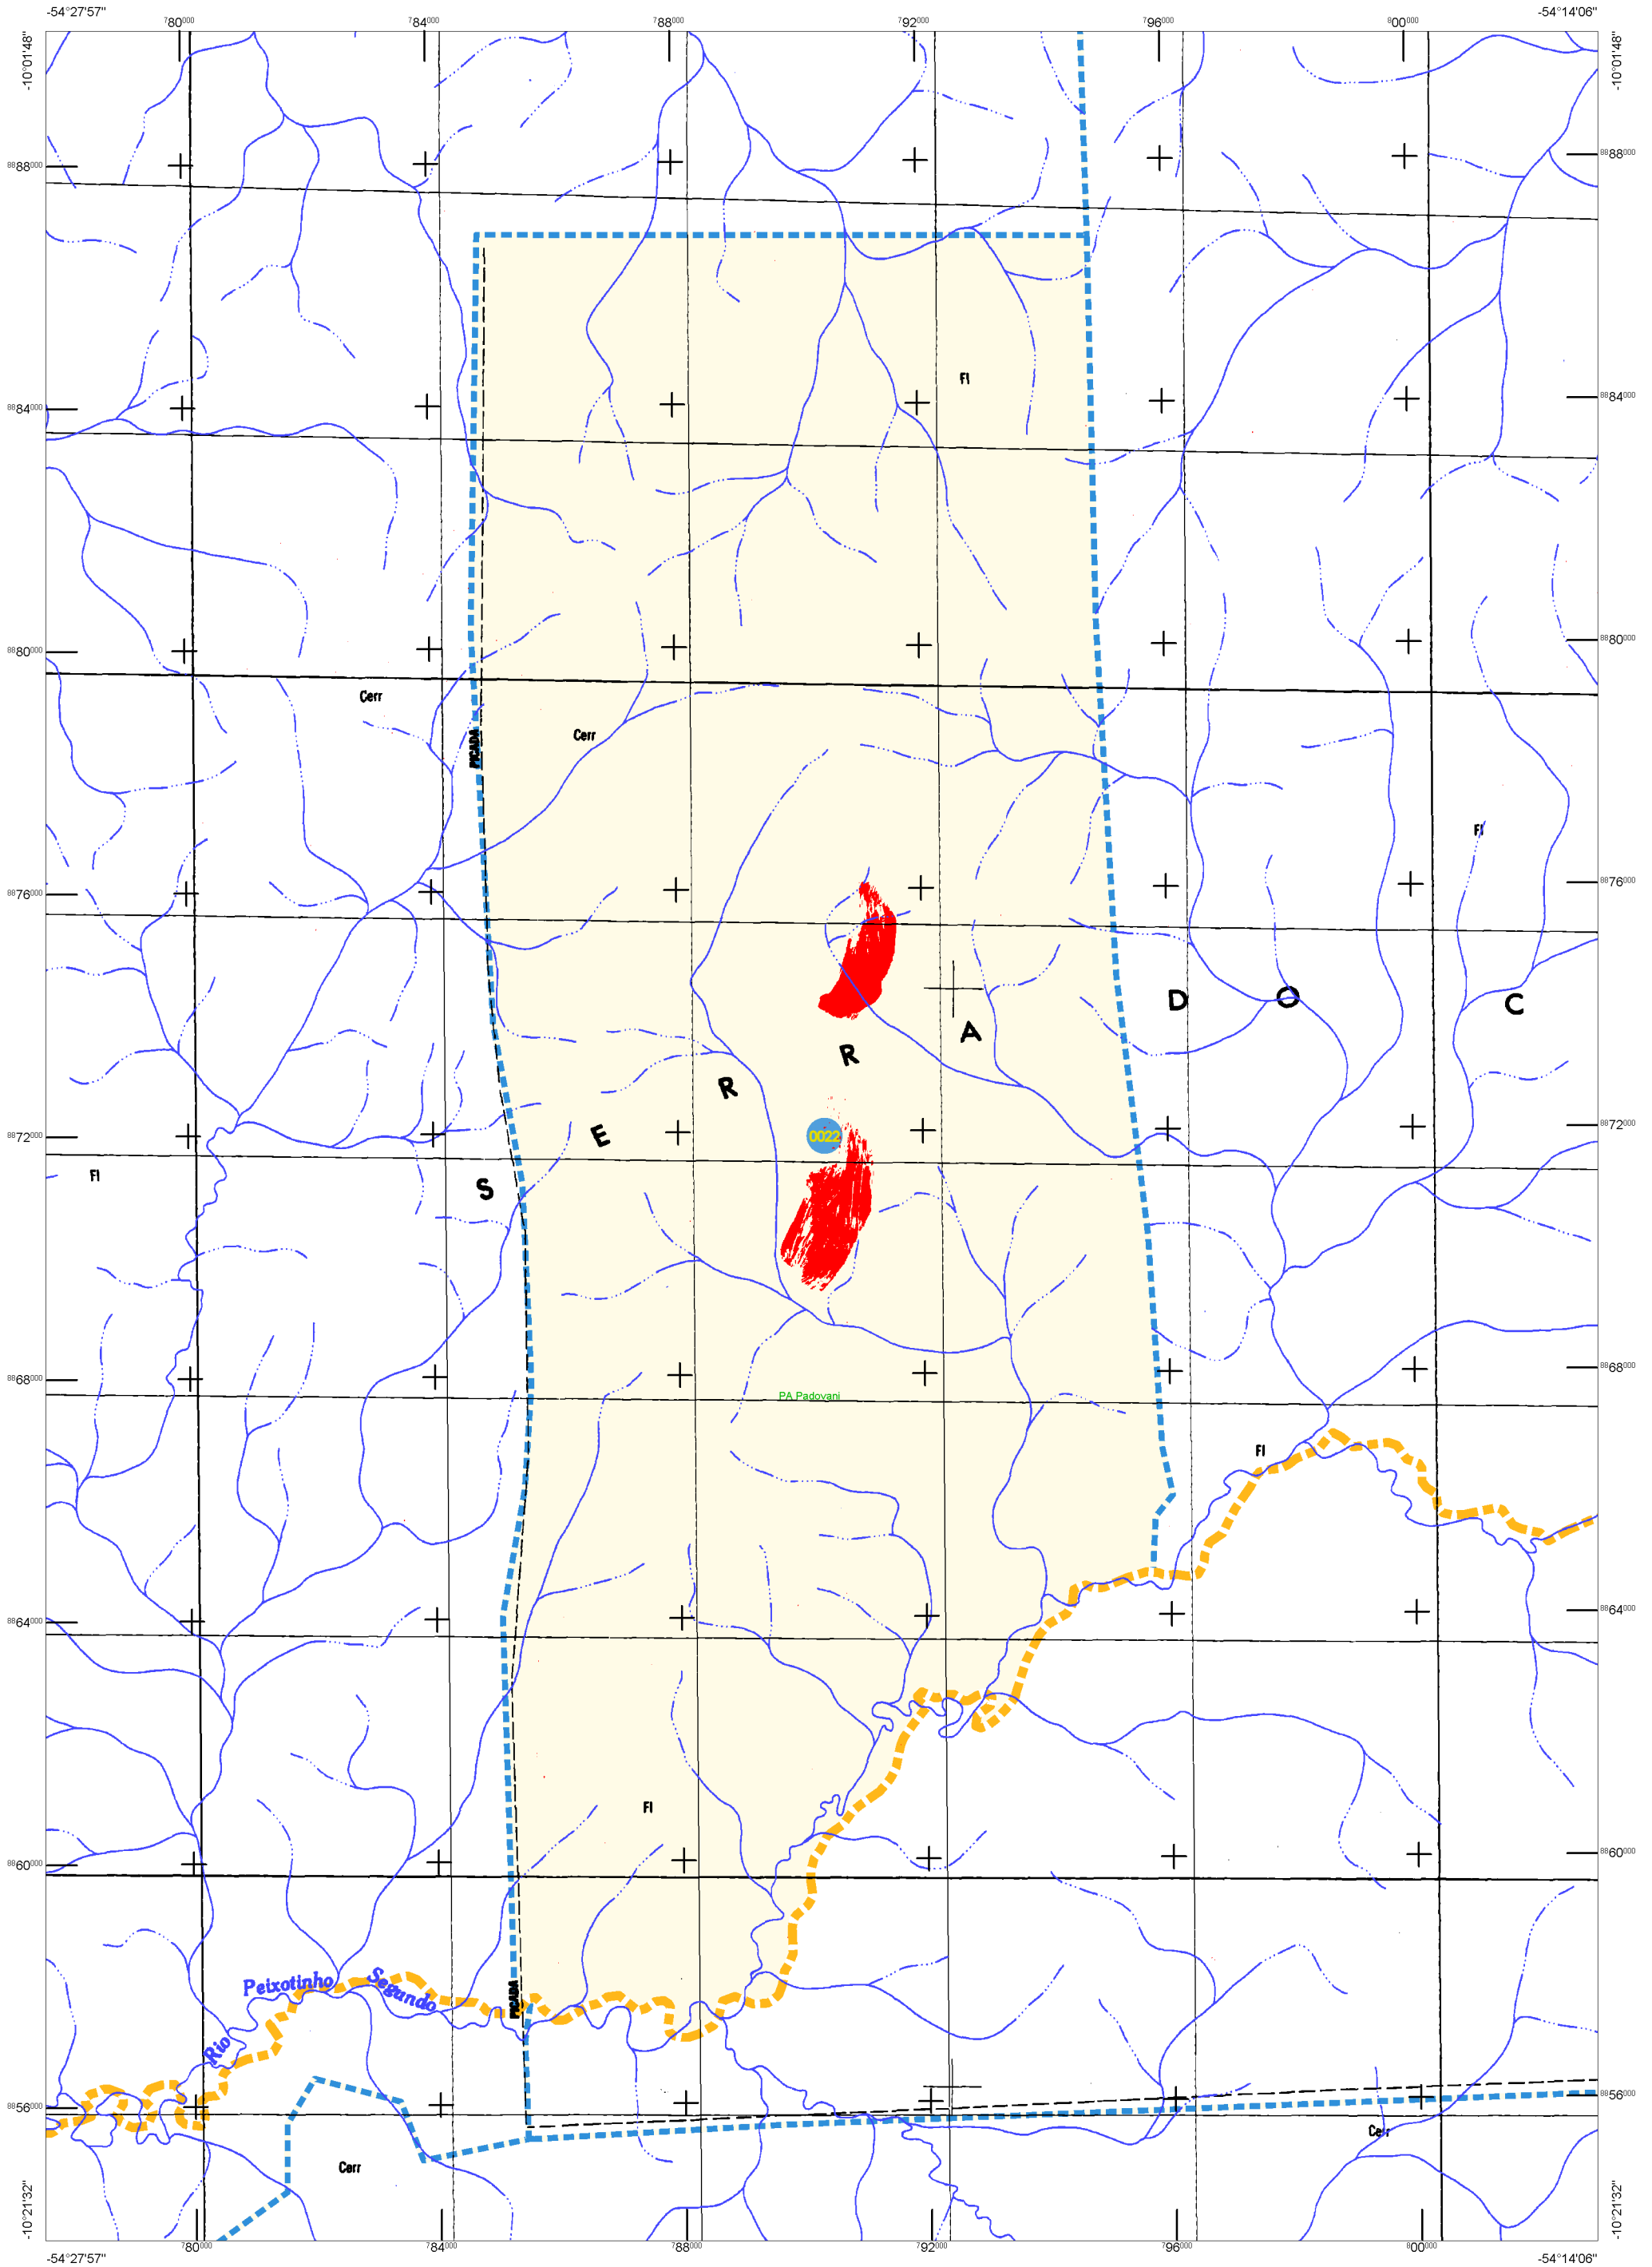 -54°27'57" -54°14'06"
780000 784000 788000 792000 796000 800000
-10°01'48" -10°01'48"
8888000 8888000
Fl
8884000 8884000
8880000 8880000
Cerr
Cerr
PICADA
Fl
8876000 8876000
S E R R R A D O C
0022
8872000 8872000
Fl
8868000 8868000
PA Padovani
Fl
8864000 8864000
Fl
8860000 8860000
Rio Peixotinho Segundo
PICADA
8856000 8856000
Cerr
Cerr
-10°21'32" -10°21'32"
780000 784000 788000 792000 796000 800000
-54°27'57" -54°14'06"